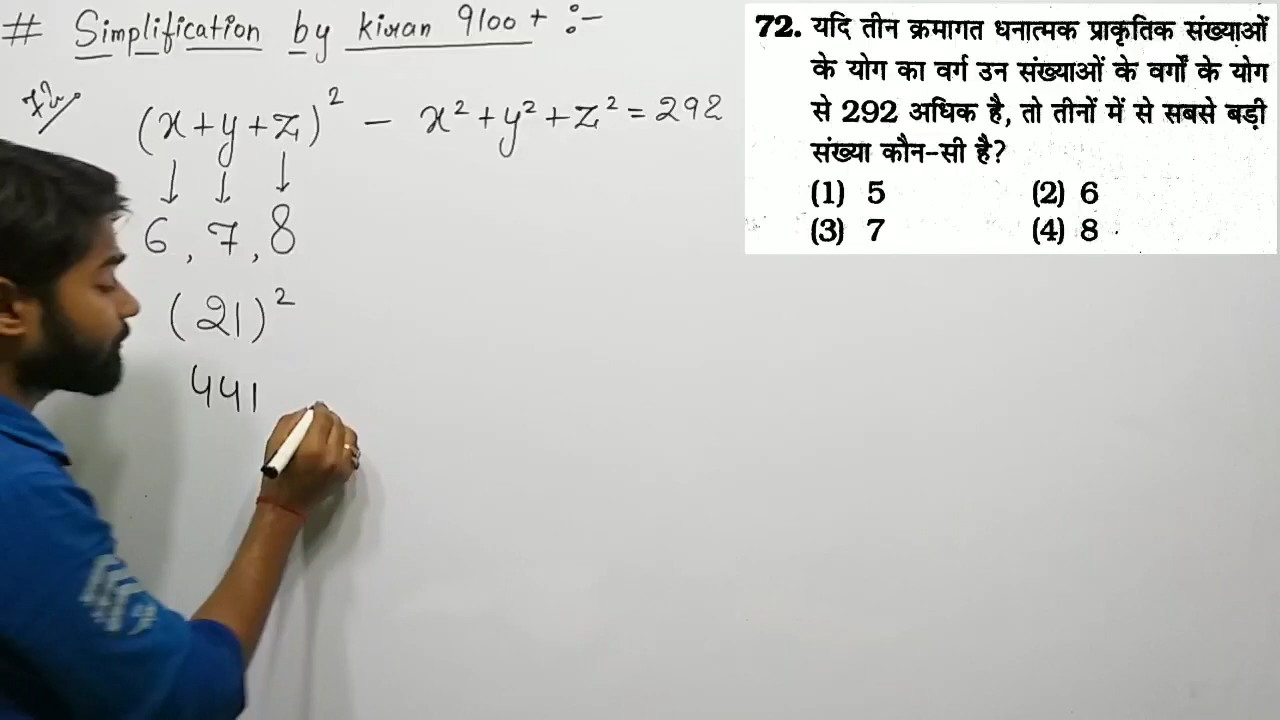 # Simplification by kiran 9100 + :-
72. यदि तीन क्रमागत धनात्मक प्राकृतिक संख्याओं
के योग का वर्ग उन संख्याओं के वर्गों के योग
से 292 अधिक है, तो तीनों में से सबसे बड़ी
संख्या कौन-सी है?
(1) 5 (2) 6
(3) 7 (4) 8
(x+y+z)² - x²+y²+z² = 292
6, 7, 8
(21)²
441